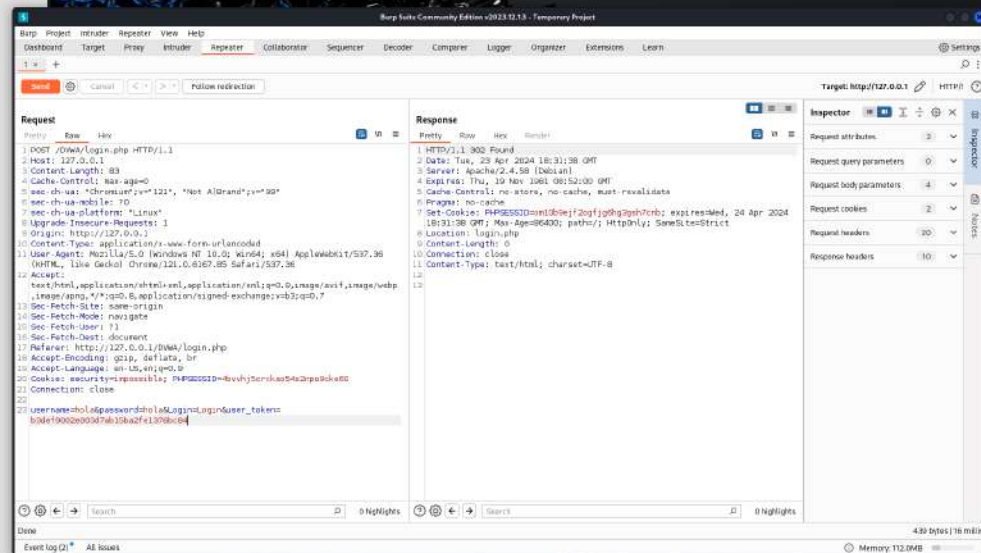 Burp Suite Community Edition v2023.12.1.3 - Temporary Project
Burp Project Intruder Repeater View Help
Dashboard Target Proxy Intruder Repeater Collaborator Sequencer Decoder Comparer Logger Organizer Extensions Learn Settings
1 × +
Send Cancel < > Follow redirection Target: http://127.0.0.1 HTTP/1
Request
Pretty Raw Hex
1 POST /DVWA/login.php HTTP/1.1
2 Host: 127.0.0.1
3 Content-Length: 83
4 Cache-Control: max-age=0
5 sec-ch-ua: "Chromium";v="121", "Not A(Brand";v="99"
6 sec-ch-ua-mobile: ?0
7 sec-ch-ua-platform: "Linux"
8 Upgrade-Insecure-Requests: 1
9 Origin: http://127.0.0.1
10 Content-Type: application/x-www-form-urlencoded
11 User-Agent: Mozilla/5.0 (Windows NT 10.0; Win64; x64) AppleWebKit/537.36
(KHTML, like Gecko) Chrome/121.0.6167.85 Safari/537.36
12 Accept:
text/html,application/xhtml+xml,application/xml;q=0.9,image/avif,image/webp
,image/apng,*/*;q=0.8,application/signed-exchange;v=b3;q=0.7
13 Sec-Fetch-Site: same-origin
14 Sec-Fetch-Mode: navigate
15 Sec-Fetch-User: ?1
16 Sec-Fetch-Dest: document
17 Referer: http://127.0.0.1/DVWA/login.php
18 Accept-Encoding: gzip, deflate, br
19 Accept-Language: en-US,en;q=0.9
20 Cookie: security=impossible; PHPSESSID=
21 Connection: close
22
23 username=hola&password=hola&Login=Login&user_token=
Search 0 highlights
Response
Pretty Raw Hex Render
1 HTTP/1.1 302 Found
2 Date: Tue, 23 Apr 2024 18:31:38 GMT
3 Server: Apache/2.4.58 (Debian)
4 Expires: Thu, 19 Nov 1981 08:52:00 GMT
5 Cache-Control: no-store, no-cache, must-revalidate
6 Pragma: no-cache
7 Set-Cookie: expires=Wed, 24 Apr 2024
18:31:38 GMT; Max-Age=86400; path=/; HttpOnly; SameSite=Strict
8 Location: login.php
9 Content-Length: 0
10 Connection: close
11 Content-Type: text/html; charset=UTF-8
12
13
Search 0 highlights
Inspector
Request attributes 2
Request query parameters 0
Request body parameters 4
Request cookies 2
Request headers 20
Response headers 10
Inspector
Notes
Done
Event log (2) All issues
Memory: 112.0MB